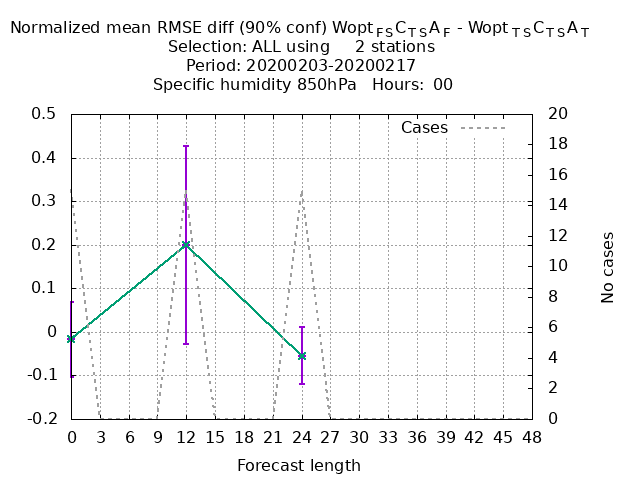 Normalized mean RMSE diff (90% conf) Wopt_FS C_TS A_F - Wopt_TS C_TS A_T
Selection: ALL using 2 stations
Period: 20200203-20200217
Specific humidity 850hPa Hours: 00
Cases
0.5
0.4
0.3
0.2
0.1
0
-0.1
-0.2
20
18
16
14
12
10
8
6
4
2
0
No cases
0 3 6 9 12 15 18 21 24 27 30 33 36 39 42 45 48
Forecast length